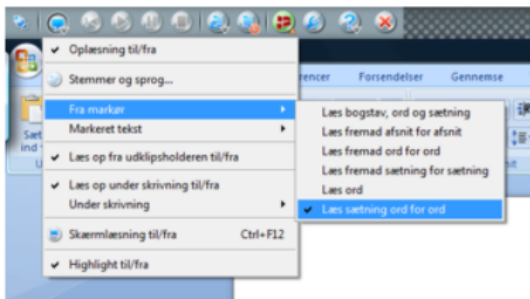 Oplæsning til/fra
Stemmer og sprog...
rencer Forsendelser Gennemse
Fra markør
Markeret tekst
Læs op fra udklipsholderen til/fra
Læs op under skrivning til/fra
Under skrivning
Skærmlæsning til/fra Ctrl+F12
Highlight til/fra
Læs bogstav, ord og sætning
Læs fremad afsnit for afsnit
Læs fremad ord for ord
Læs fremad sætning for sætning
Læs ord
Læs sætning ord for ord
Sæt
ind